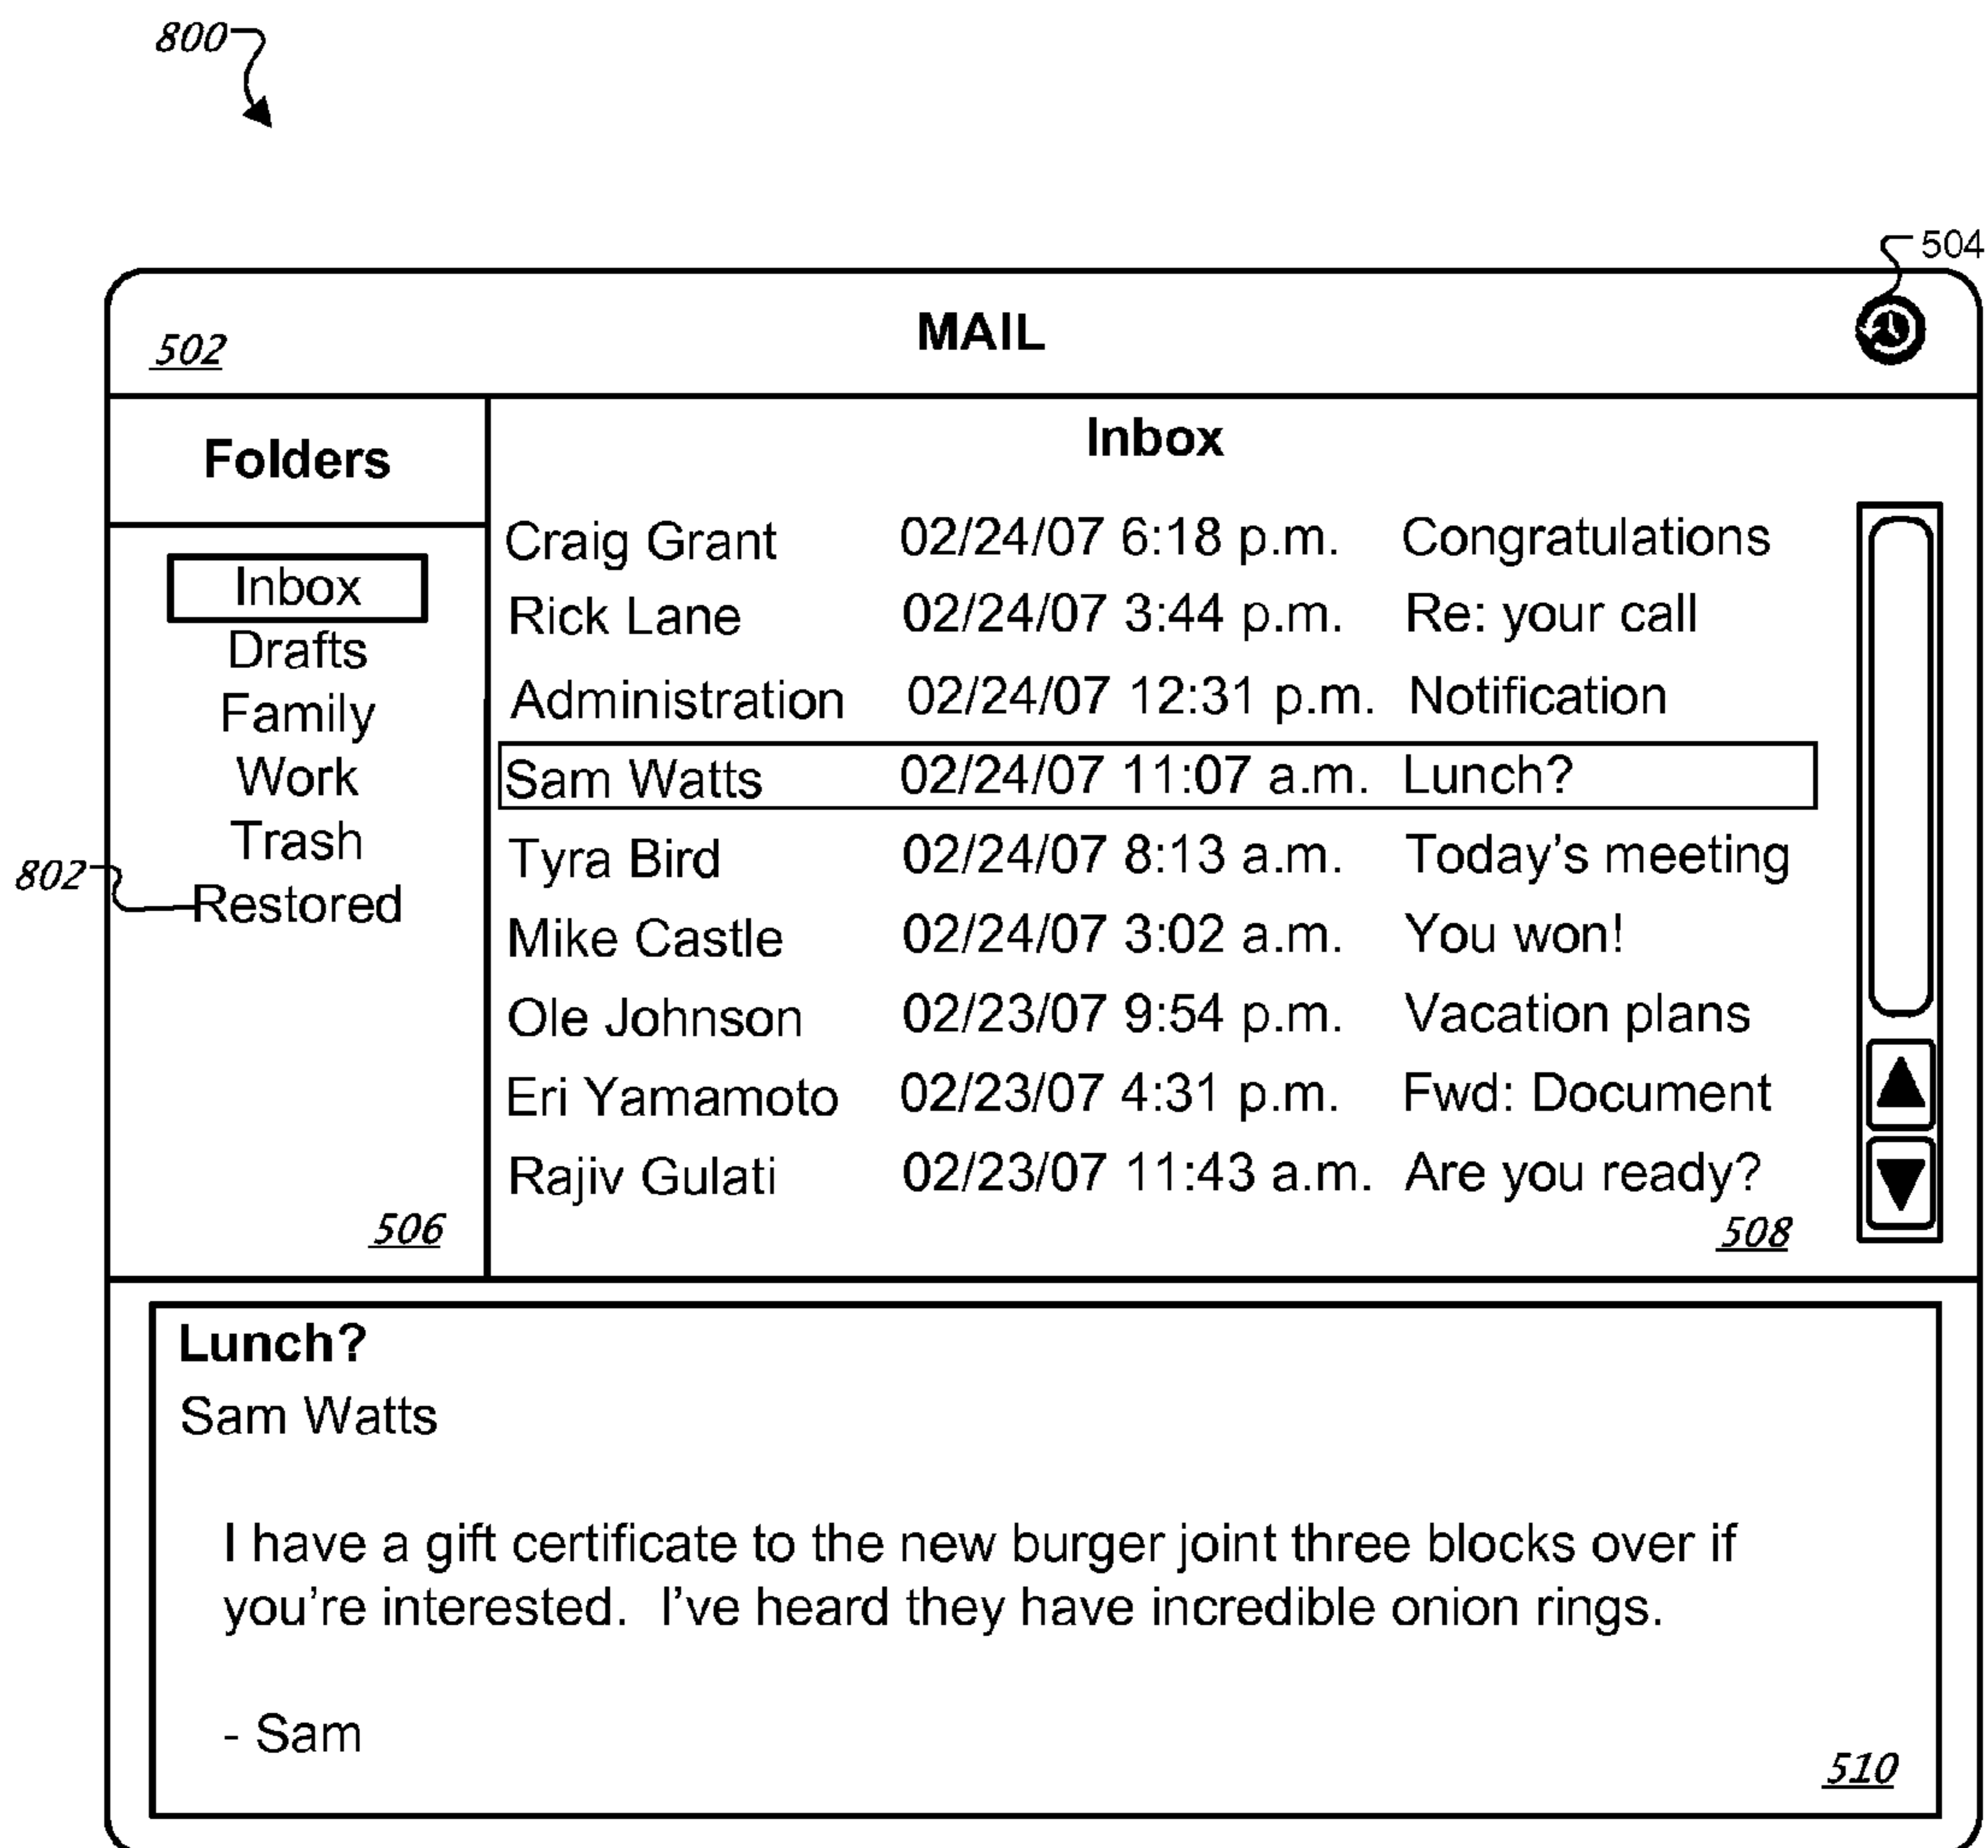 800
504
502
MAIL
Folders
Inbox
Drafts
Family
Work
Trash
802
Restored
506
Inbox
Craig Grant 02/24/07 6:18 p.m. Congratulations
Rick Lane 02/24/07 3:44 p.m. Re: your call
Administration 02/24/07 12:31 p.m. Notification
Sam Watts 02/24/07 11:07 a.m. Lunch?
Tyra Bird 02/24/07 8:13 a.m. Today's meeting
Mike Castle 02/24/07 3:02 a.m. You won!
Ole Johnson 02/23/07 9:54 p.m. Vacation plans
Eri Yamamoto 02/23/07 4:31 p.m. Fwd: Document
Rajiv Gulati 02/23/07 11:43 a.m. Are you ready?
508
Lunch?
Sam Watts
I have a gift certificate to the new burger joint three blocks over if
you're interested. I've heard they have incredible onion rings.
- Sam
510